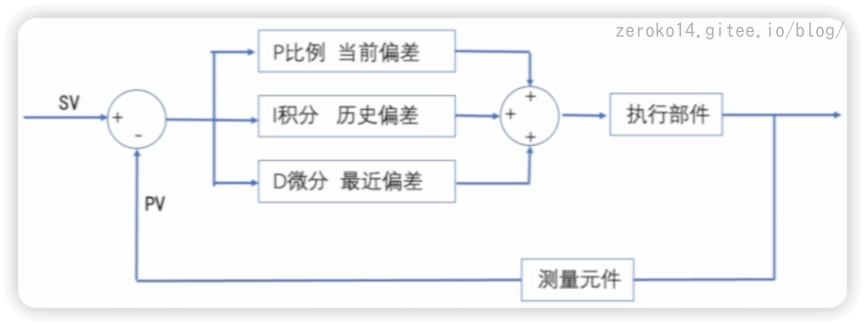 zeroko14.gitee.io/blog/
P比例 当前偏差
SV
+
-
I积分 历史偏差
+
+
+
执行部件
D微分 最近偏差
PV
测量元件